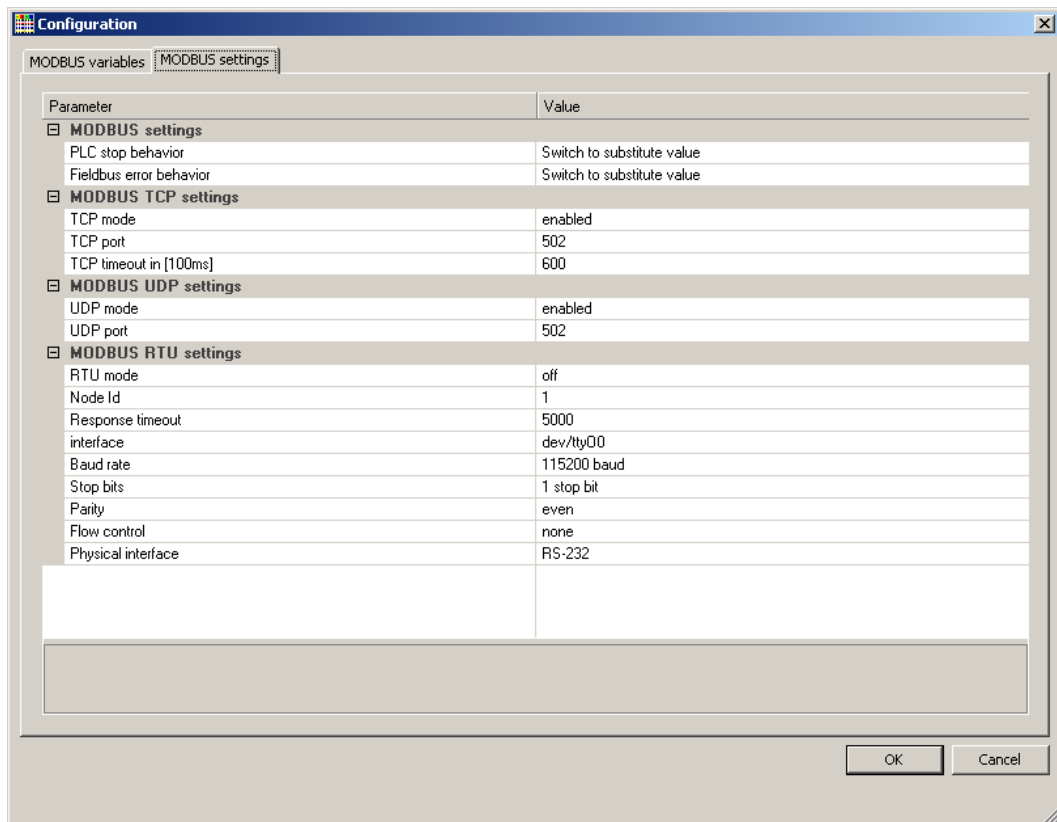 Configuration
MODBUS variables MODBUS settings
Parameter Value
MODBUS settings
PLC stop behavior Switch to substitute value
Fieldbus error behavior Switch to substitute value
MODBUS TCP settings
TCP mode enabled
TCP port 502
TCP timeout in [100ms] 600
MODBUS UDP settings
UDP mode enabled
UDP port 502
MODBUS RTU settings
RTU mode off
Node Id 1
Response timeout 5000
interface dev/ttyO0
Baud rate 115200 baud
Stop bits 1 stop bit
Parity even
Flow control none
Physical interface RS-232
OK Cancel